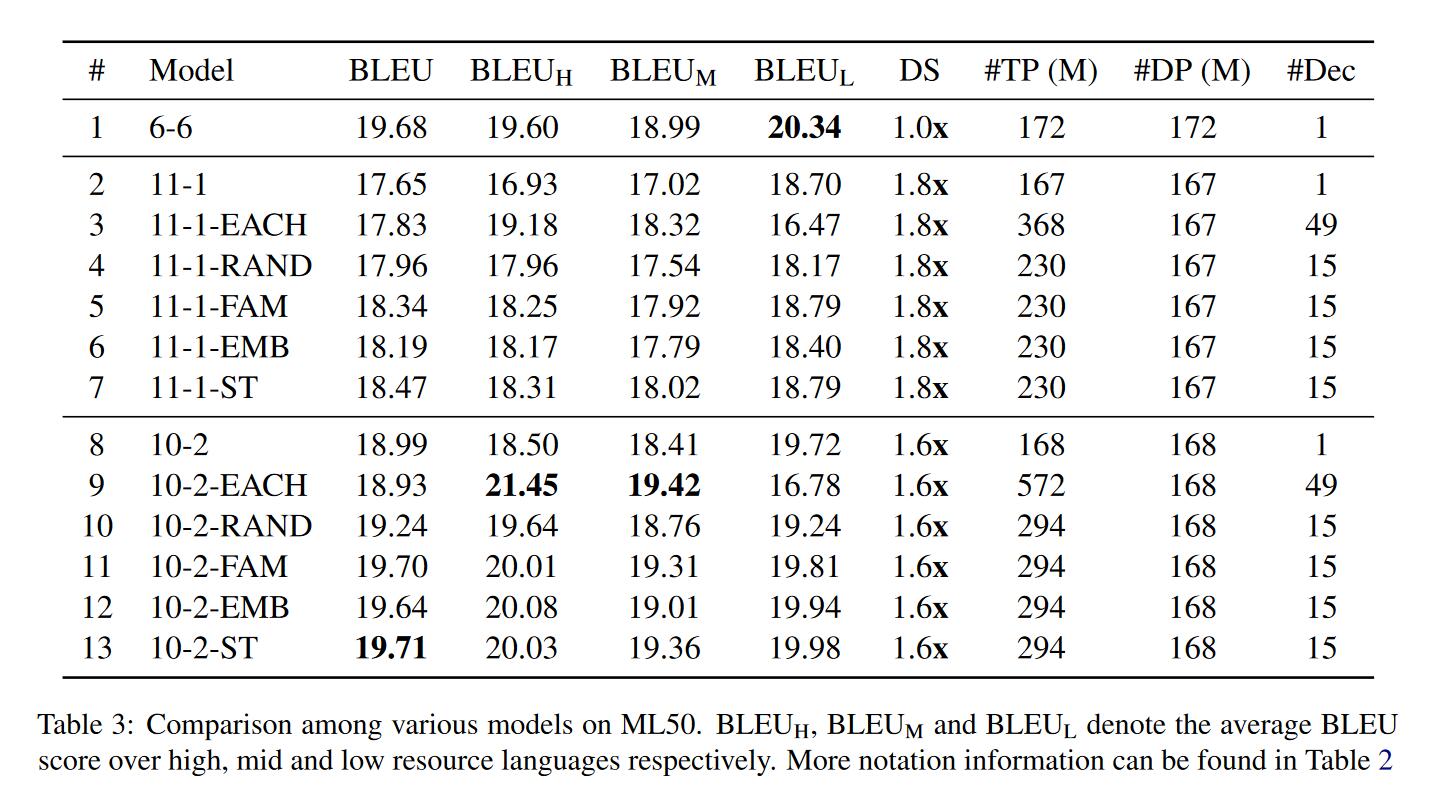 # Model BLEU BLEU_H BLEU_M BLEU_L DS #TP (M) #DP (M) #Dec
1 6-6 19.68 19.60 18.99 20.34 1.0x 172 172 1
2 11-1 17.65 16.93 17.02 18.70 1.8x 167 167 1
3 11-1-EACH 17.83 19.18 18.32 16.47 1.8x 368 167 49
4 11-1-RAND 17.96 17.96 17.54 18.17 1.8x 230 167 15
5 11-1-FAM 18.34 18.25 17.92 18.79 1.8x 230 167 15
6 11-1-EMB 18.19 18.17 17.79 18.40 1.8x 230 167 15
7 11-1-ST 18.47 18.31 18.02 18.79 1.8x 230 167 15
8 10-2 18.99 18.50 18.41 19.72 1.6x 168 168 1
9 10-2-EACH 18.93 21.45 19.42 16.78 1.6x 572 168 49
10 10-2-RAND 19.24 19.64 18.76 19.24 1.6x 294 168 15
11 10-2-FAM 19.70 20.01 19.31 19.81 1.6x 294 168 15
12 10-2-EMB 19.64 20.08 19.01 19.94 1.6x 294 168 15
13 10-2-ST 19.71 20.03 19.36 19.98 1.6x 294 168 15
Table 3: Comparison among various models on ML50. BLEU_H, BLEU_M and BLEU_L denote the average BLEU
score over high, mid and low resource languages respectively. More notation information can be found in Table 2